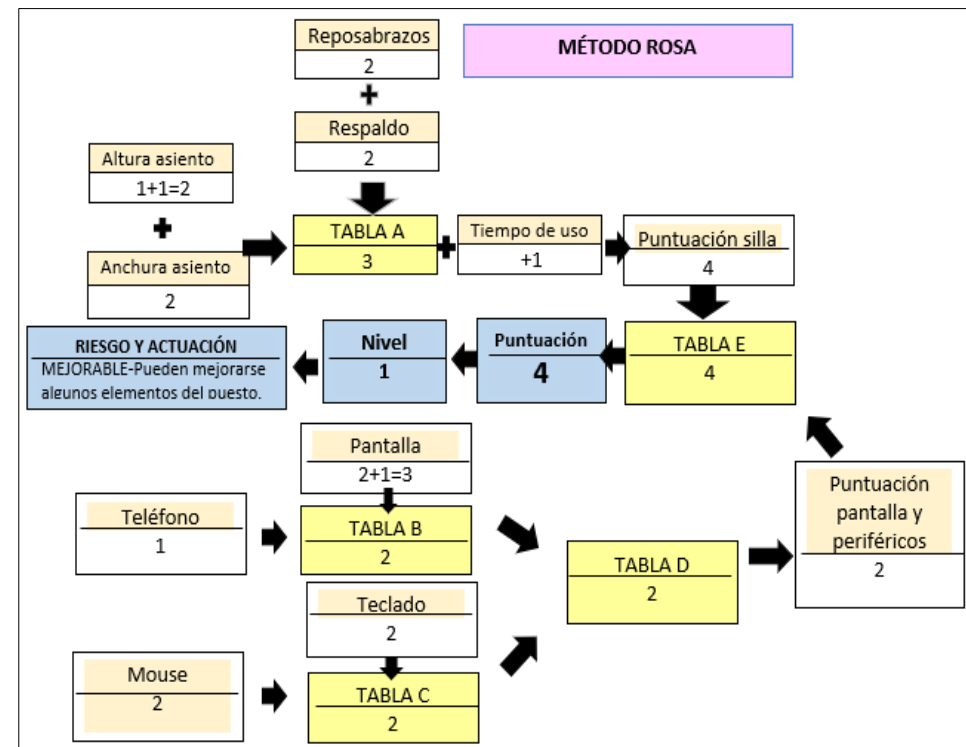 MÉTODO ROSA
Reposabrazos
2
+
Respaldo
2
Altura asiento
1+1=2
+
Anchura asiento
2
TABLA A
3
+
Tiempo de uso
+1
Puntuación silla
4
TABLA E
4
Puntuación
4
Nivel
1
RIESGO Y ACTUACIÓN
MEJORABLE-Pueden mejorarse
algunos elementos del puesto.
Pantalla
2+1=3
Teléfono
1
TABLA B
2
Teclado
2
Mouse
2
TABLA C
2
TABLA D
2
Puntuación
pantalla y
periféricos
2